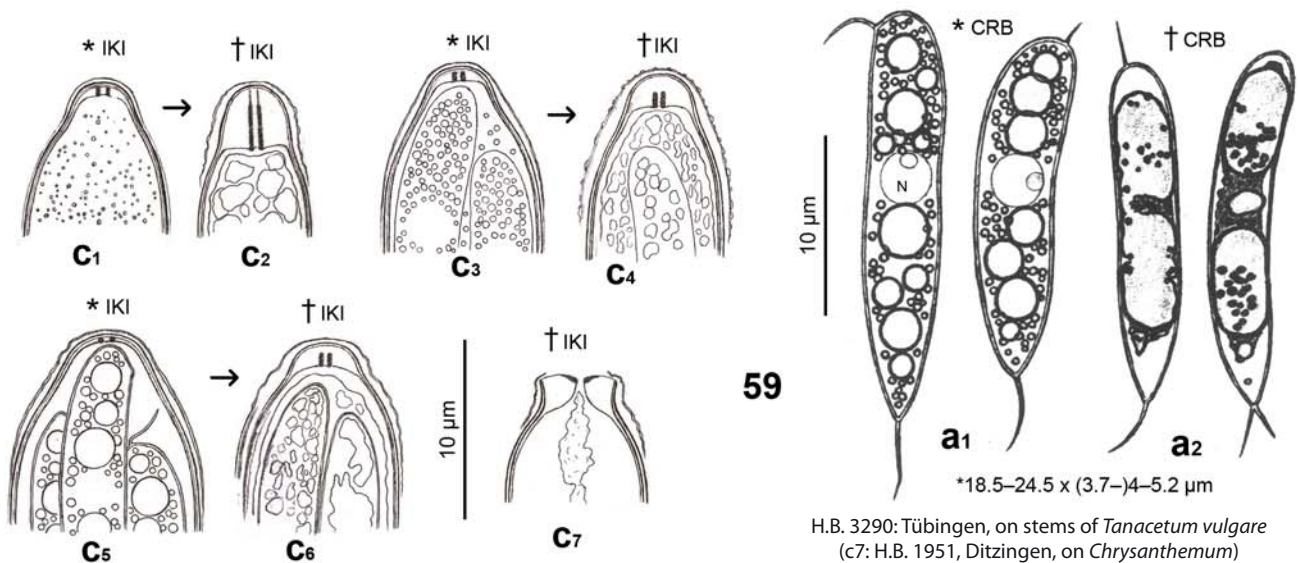 * IKI
† IKI
* IKI
† IKI
C1
C2
C3
C4
* IKI
† IKI
† IKI
10 µm
C5
C6
C7
59
* CRB
† CRB
10 µm
N
a1
a2
*18.5–24.5 x (3.7–)4–5.2 µm
H.B. 3290: Tübingen, on stems of Tanacetum vulgare
(c7: H.B. 1951, Ditzingen, on Chrysanthemum)